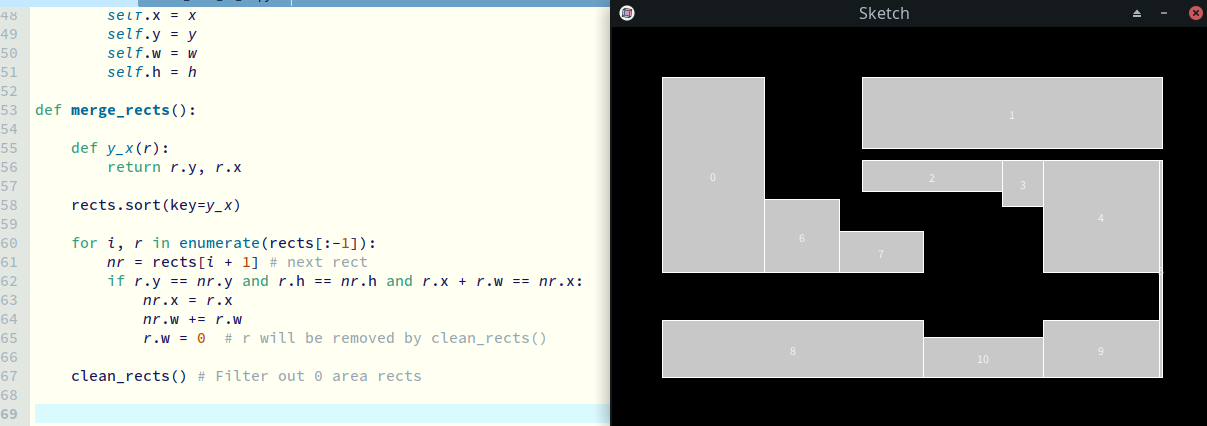 48 self.x = x
49 self.y = y
50 self.w = w
51 self.h = h
52
53 def merge_rects():
54
55 def y_x(r):
56 return r.y, r.x
57
58 rects.sort(key=y_x)
59
60 for i, r in enumerate(rects[:-1]):
61 nr = rects[i + 1] # next rect
62 if r.y == nr.y and r.h == nr.h and r.x + r.w == nr.x:
63 nr.x = r.x
64 nr.w += r.w
65 r.w = 0  # r will be removed by clean_rects()
66
67 clean_rects() # Filter out 0 area rects
68
69
Sketch
1
0
2
3
4
6
7
8
10
9